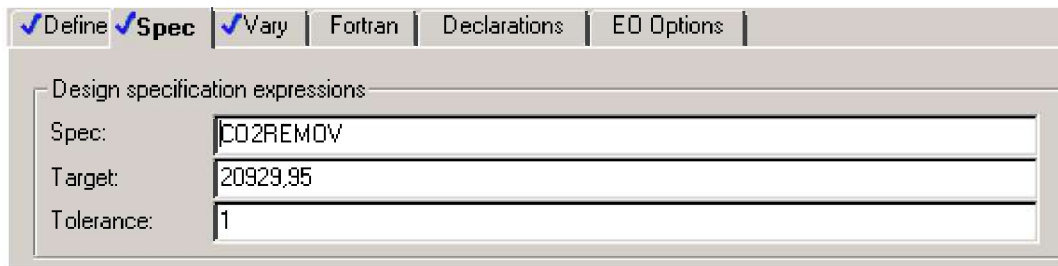 Define Spec Vary Fortran Declarations EO Options
Design specification expressions
Spec: CO2REMOV
Target: 20929,95
Tolerance: 1